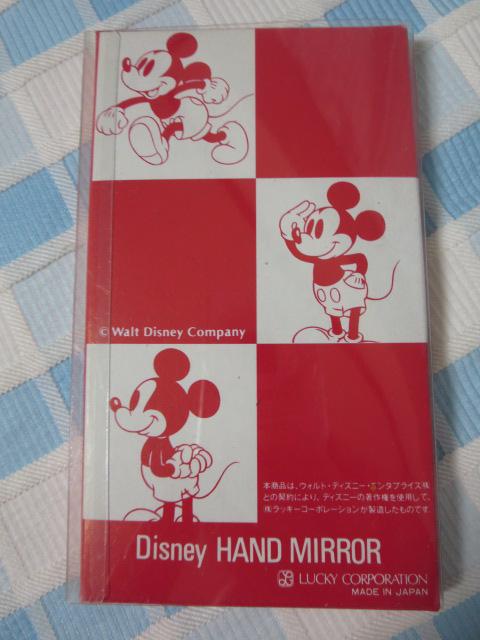 © Walt Disney Company
本商品は、ウォルト・ディズニー・エンタプライズ㈱
との契約により、ディズニーの著作権を使用して、
㈱ラッキーコーポレーションが製造したものです
Disney HAND MIRROR
LUCKY CORPORATION
MADE IN JAPAN